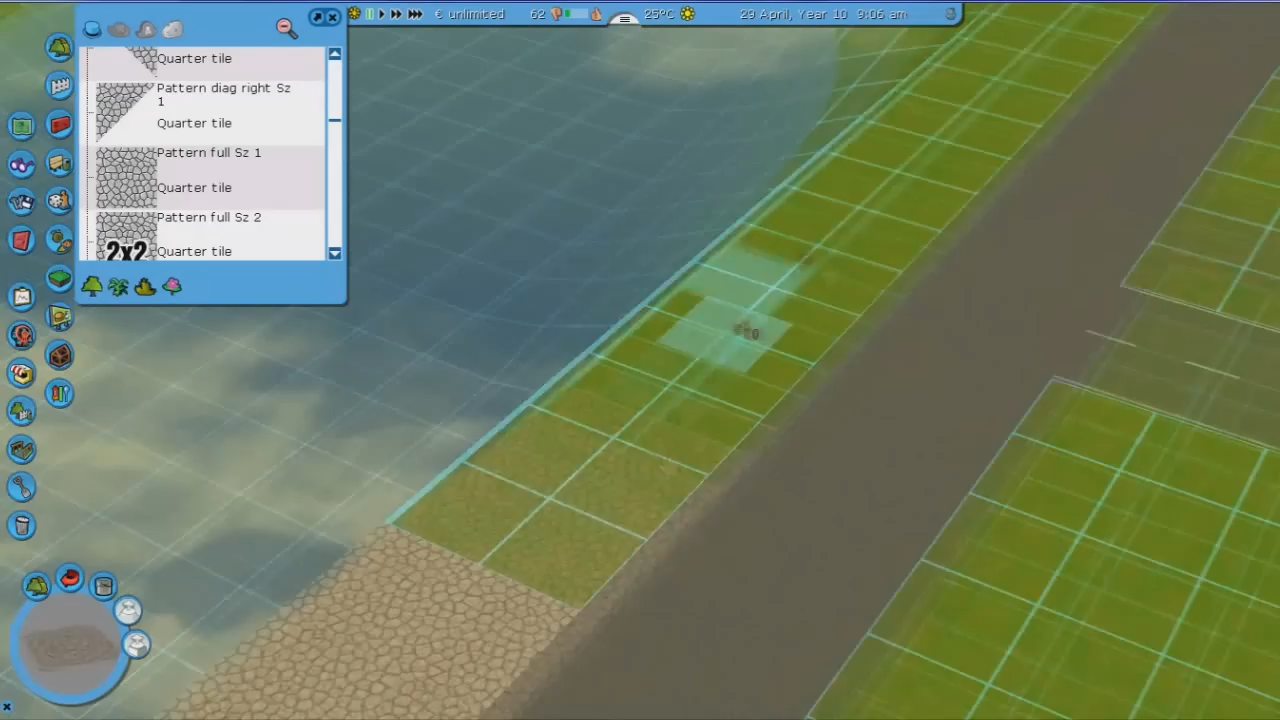 € unlimited 62 25ºC 29 April, Year 10 9:06 am
Quarter tile
Pattern diag right Sz
1
Quarter tile
Pattern full Sz 1
Quarter tile
Pattern full Sz 2
2x2 Quarter tile